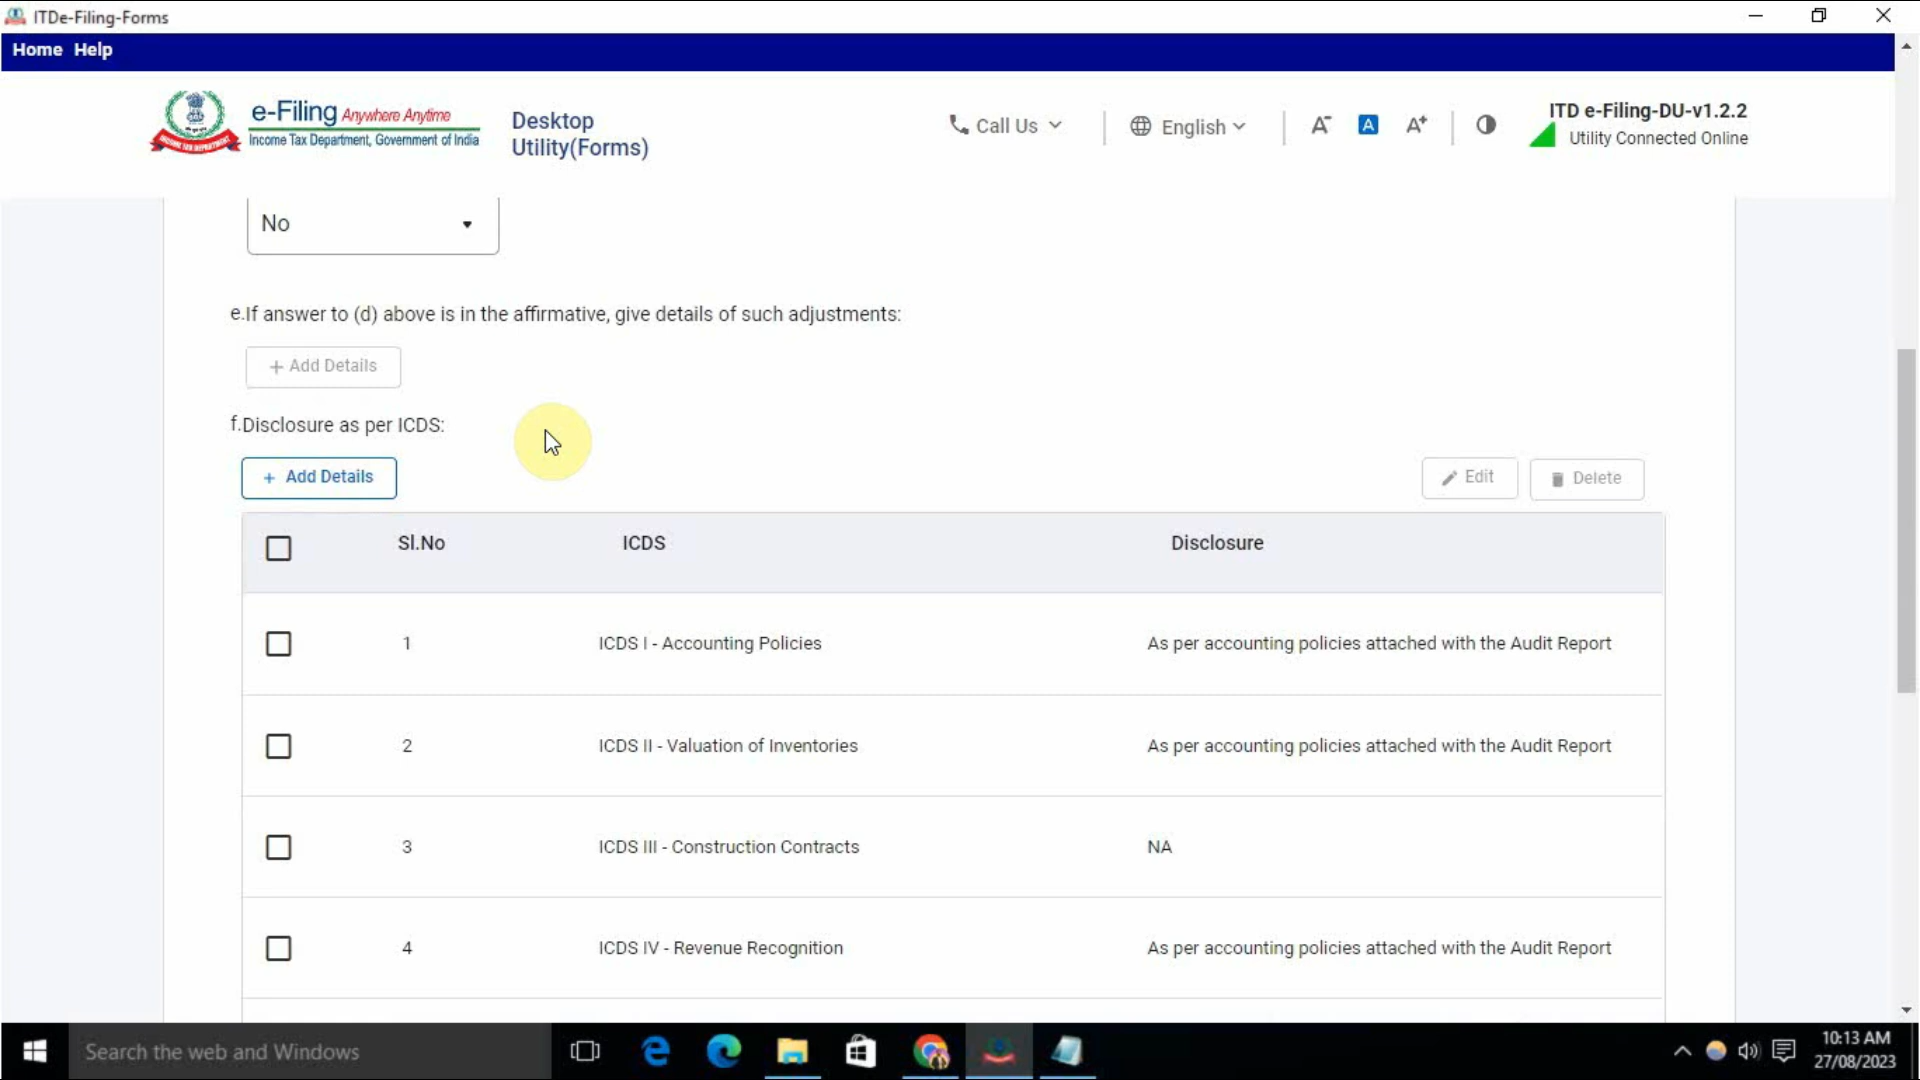 ITDe-Filing-Forms
Home Help
e-Filing Anywhere Anytime
Income Tax Department, Government of India
Desktop
Utility(Forms)
Call Us
English
A-
A
A+
ITD e-Filing-DU-v1.2.2
Utility Connected Online
No
e.If answer to (d) above is in the affirmative, give details of such adjustments:
+ Add Details
f.Disclosure as per ICDS:
+ Add Details
Edit
Delete
Sl.No ICDS Disclosure
1 ICDS I - Accounting Policies As per accounting policies attached with the Audit Report
2 ICDS II - Valuation of Inventories As per accounting policies attached with the Audit Report
3 ICDS III - Construction Contracts NA
4 ICDS IV - Revenue Recognition As per accounting policies attached with the Audit Report
Search the web and Windows
10:13 AM
27/08/2023